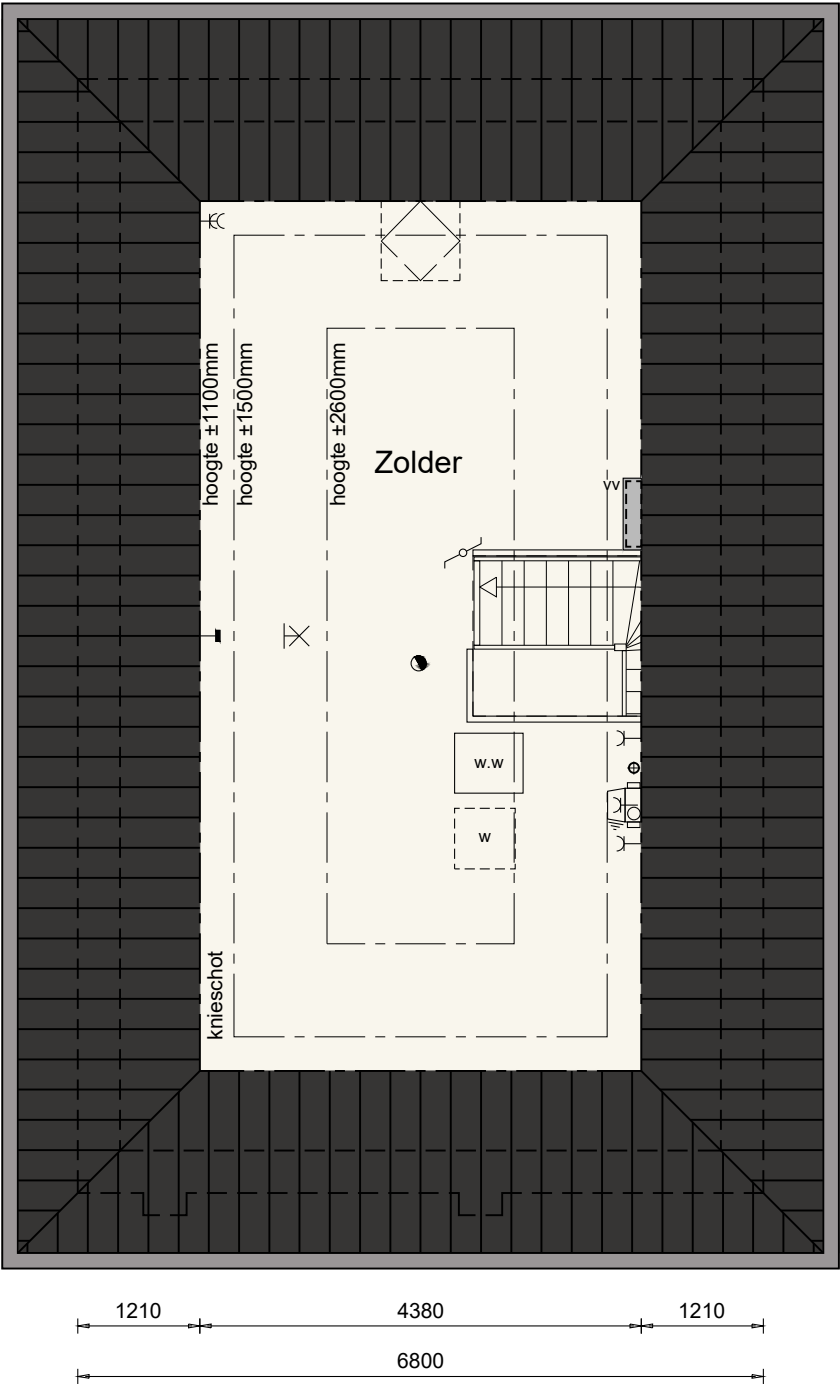 hoogte ±1100mm
hoogte ±1500mm
hoogte ±2600mm
Zolder
vv
w.w
w
knieschot
1210
4380
1210
6800